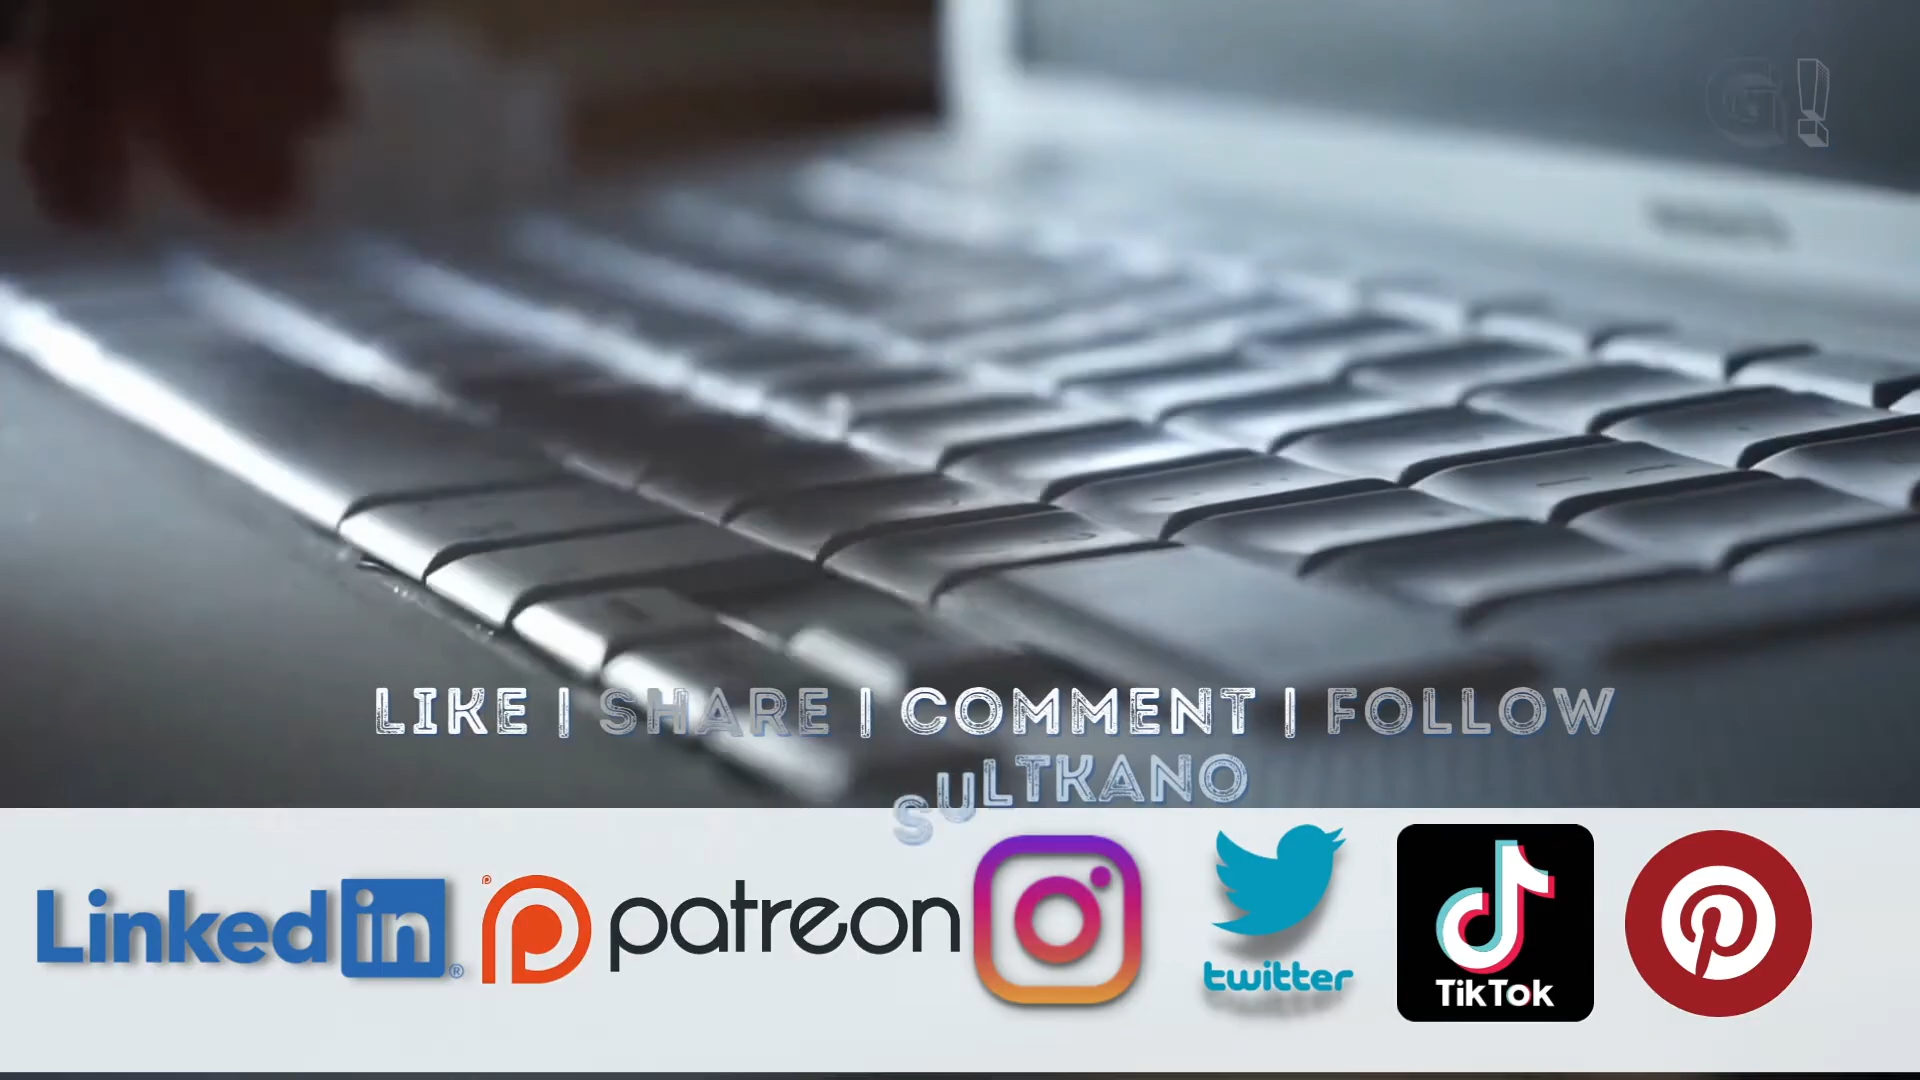 G!
LIKE | SHARE | COMMENT | FOLLOW
SULTKANO
Linked in ®
patreon
twitter
TikTok